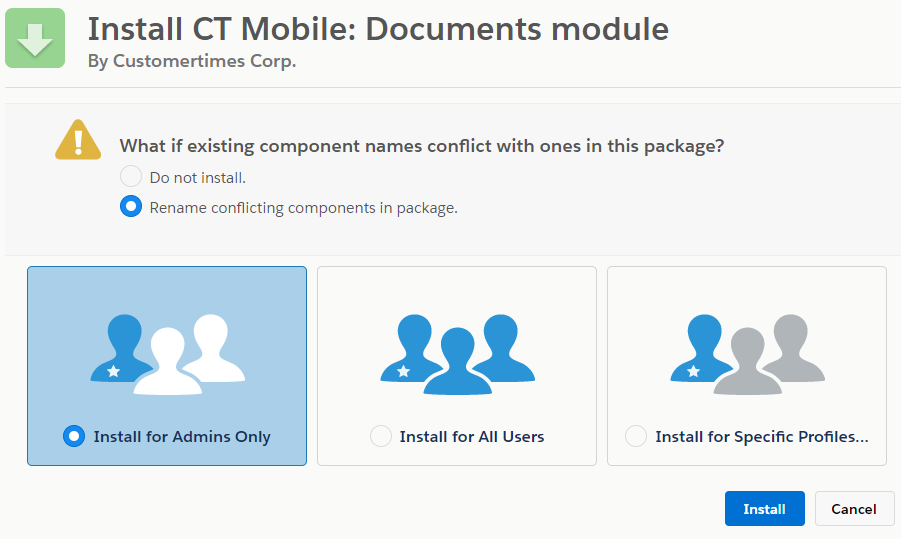 Install CT Mobile: Documents module
By Customertimes Corp.
What if existing component names conflict with ones in this package?
Do not install.
Rename conflicting components in package.
Install for Admins Only
Install for All Users
Install for Specific Profiles...
Install
Cancel